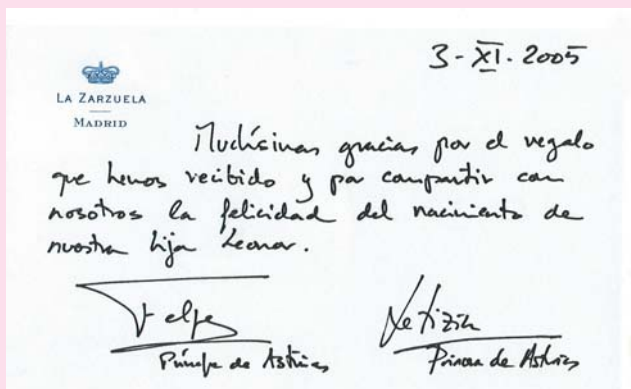 3-XI-2005
LA ZARZUELA
MADRID
Muchísimas gracias por el regalo
que hemos recibido y por compartir con
nosotros la felicidad del nacimiento de
nuestra hija Leonor.
Felipe Letizia
Príncipe de Asturias Princesa de Asturias